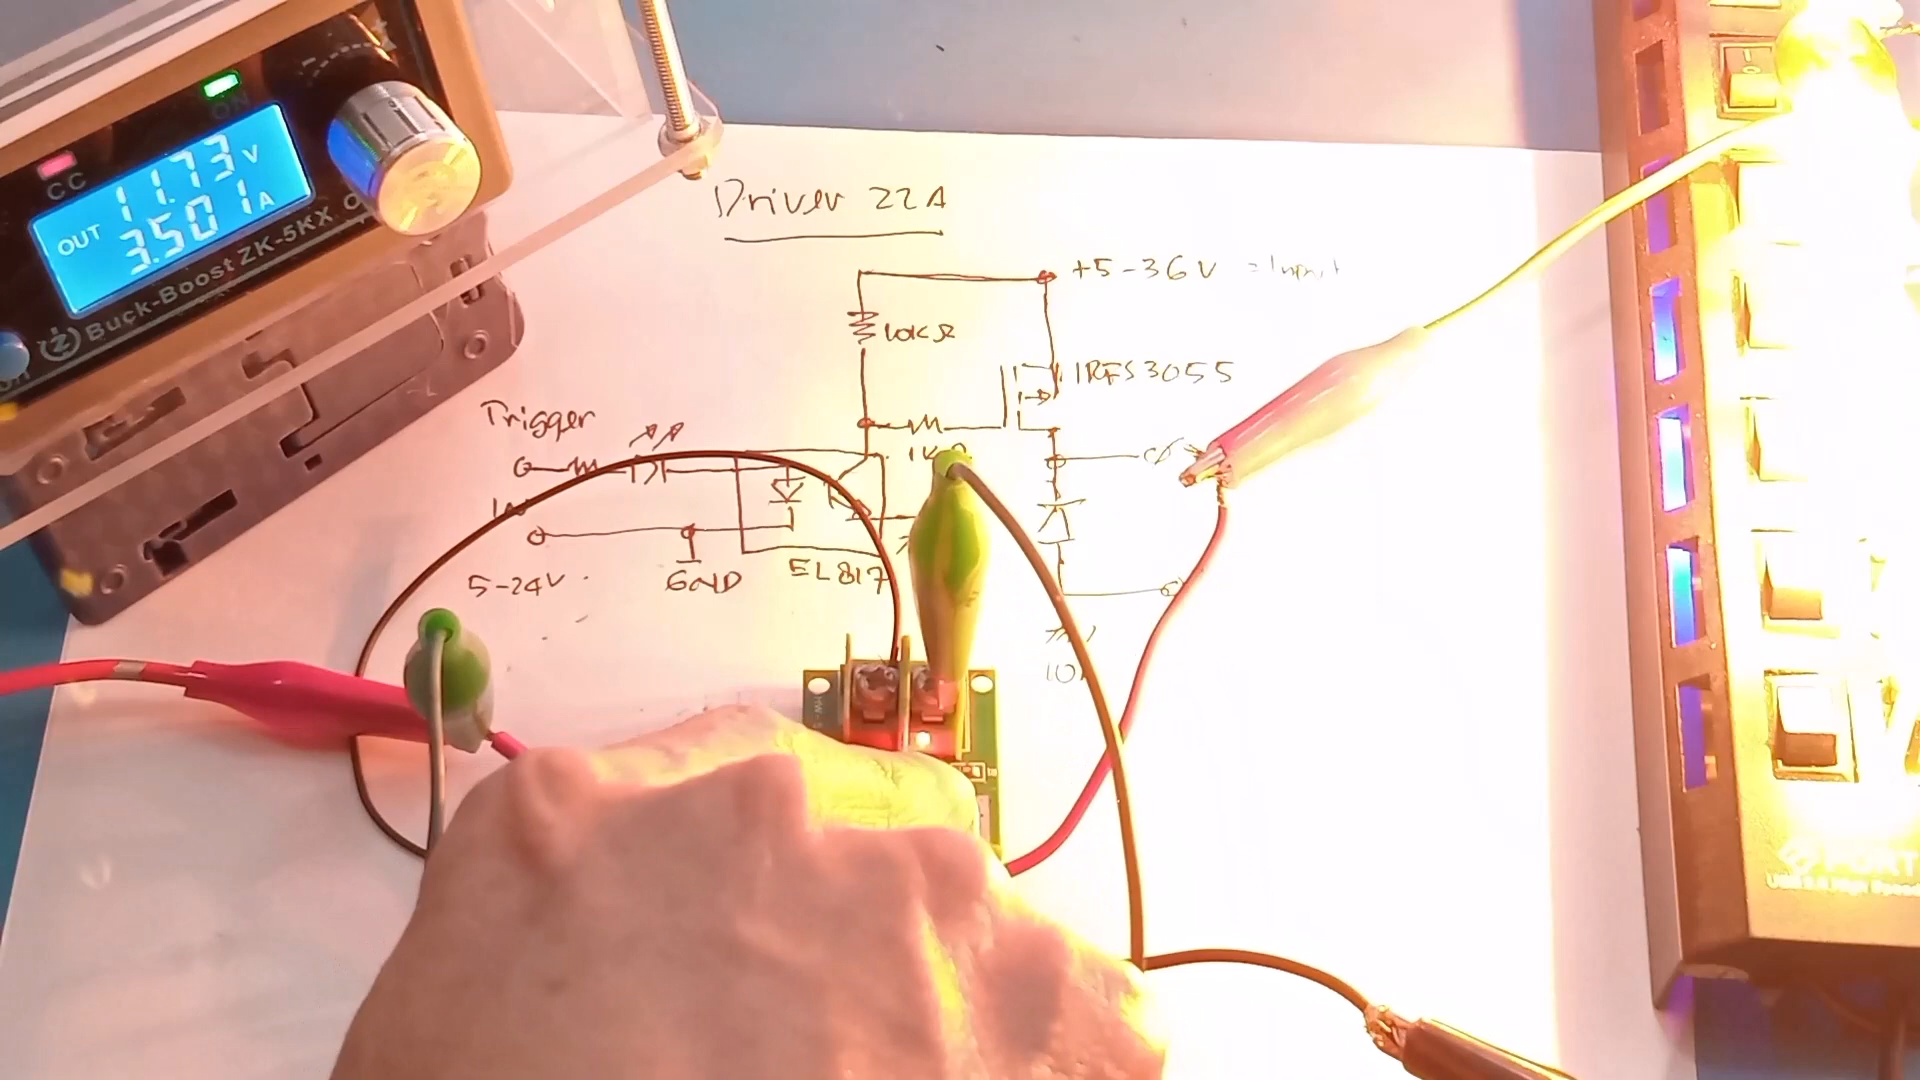 ON
CC
OUT 11.73 V
3.501 A
Buck-Boost ZK-5KX
Driver 22A
+5-36V = Input
10KΩ
IRFS3055
Trigger
5-24V
GND
EL817